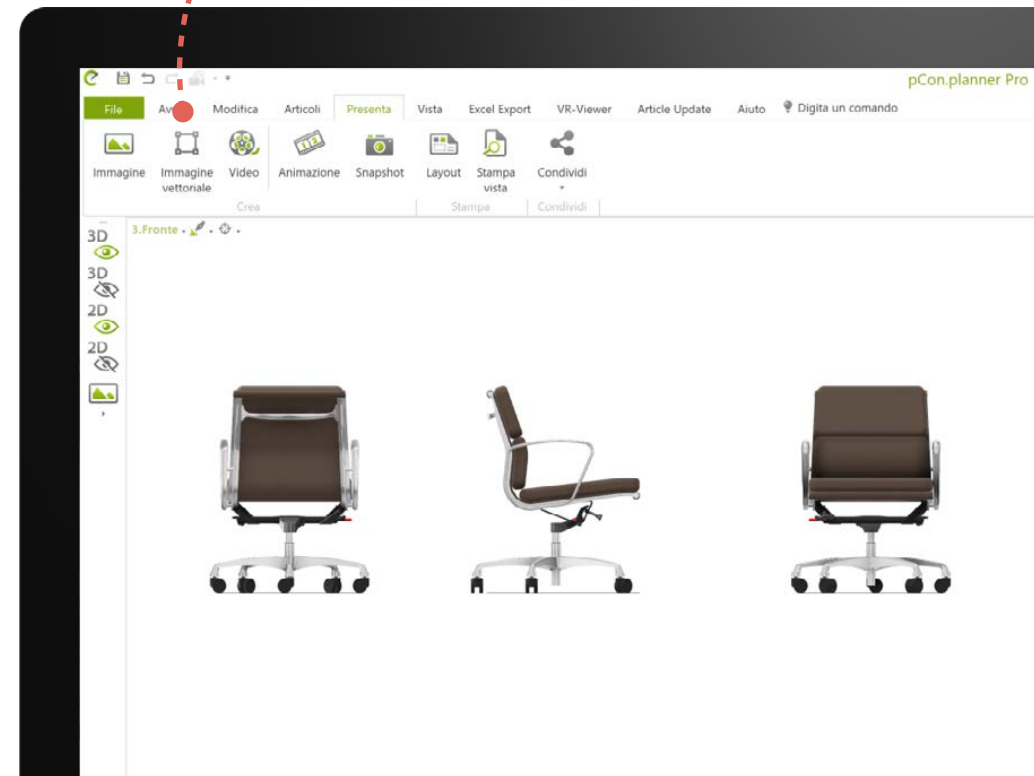 pCon.planner Pro
File Modifica Articoli Presenta Vista Excel Export VR-Viewer Article Update Aiuto Digita un comando
Immagine Immagine vettoriale Video Animazione Snapshot Layout Stampa vista Condividi
Crea Stampa Condividi
3D
3.Fronte
3D
2D
2D